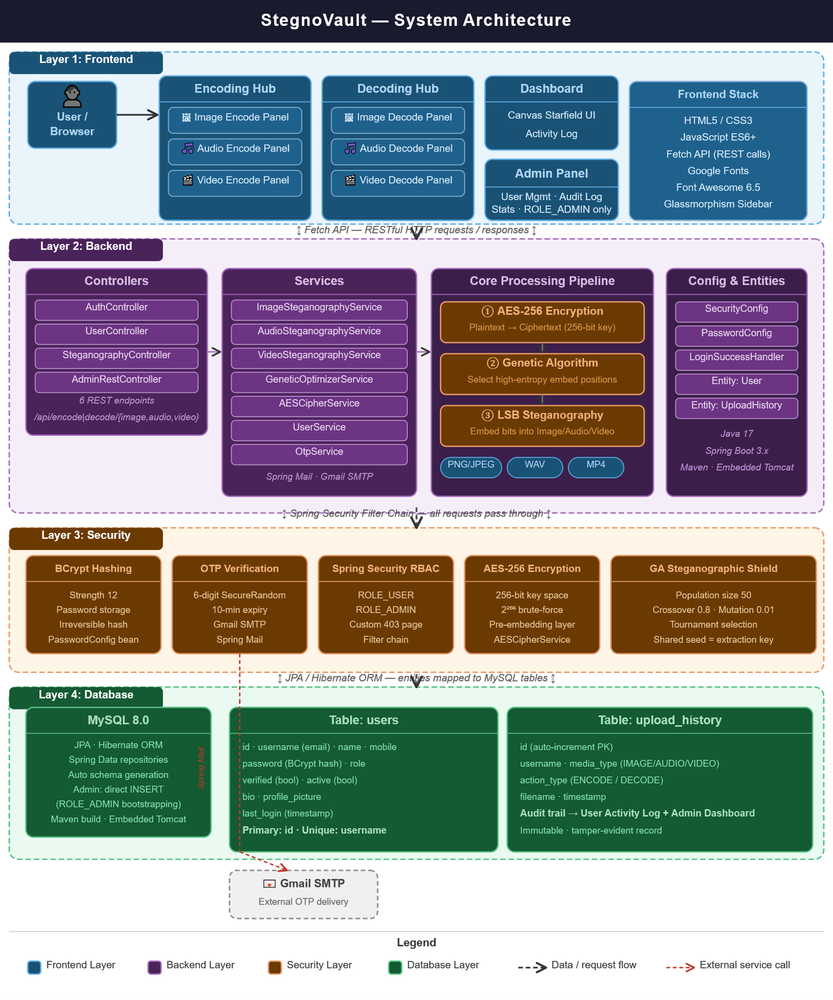 StegnoVault — System Architecture
Layer 1: Frontend
User /
Browser
Encoding Hub
Image Encode Panel
Audio Encode Panel
Video Encode Panel
Decoding Hub
Image Decode Panel
Audio Decode Panel
Video Decode Panel
Dashboard
Canvas Starfield UI
Activity Log
Admin Panel
User Mgmt · Audit Log
Stats · ROLE_ADMIN only
Frontend Stack
HTML5 / CSS3
JavaScript ES6+
Fetch API (REST calls)
Google Fonts
Font Awesome 6.5
Glassmorphism Sidebar
↕ Fetch API — RESTful HTTP requests / responses ↕
Layer 2: Backend
Controllers
AuthController
UserController
SteganographyController
AdminRestController
6 REST endpoints
/api/encode|decode/{image,audio,video}
Services
ImageSteganographyService
AudioSteganographyService
VideoSteganographyService
GeneticOptimizerService
AESCipherService
UserService
OtpService
Spring Mail · Gmail SMTP
Core Processing Pipeline
① AES-256 Encryption
Plaintext → Ciphertext (256-bit key)
② Genetic Algorithm
Select high-entropy embed positions
③ LSB Steganography
Embed bits into Image/Audio/Video
PNG/JPEG
WAV
MP4
Config & Entities
SecurityConfig
PasswordConfig
LoginSuccessHandler
Entity: User
Entity: UploadHistory
Java 17
Spring Boot 3.x
Maven · Embedded Tomcat
↕ Spring Security Filter Chain — all requests pass through ↕
Layer 3: Security
BCrypt Hashing
Strength 12
Password storage
Irreversible hash
PasswordConfig bean
OTP Verification
6-digit SecureRandom
10-min expiry
Gmail SMTP
Spring Mail
Spring Security RBAC
ROLE_USER
ROLE_ADMIN
Custom 403 page
Filter chain
AES-256 Encryption
256-bit key space
2²⁵⁶ brute-force
Pre-embedding layer
AESCipherService
GA Steganographic Shield
Population size 50
Crossover 0.8 · Mutation 0.01
Tournament selection
Shared seed = extraction key
↕ JPA / Hibernate ORM — entities mapped to MySQL tables ↕
Layer 4: Database
MySQL 8.0
JPA · Hibernate ORM
Spring Data repositories
Auto schema generation
Admin: direct INSERT
(ROLE_ADMIN bootstrapping)
Maven build · Embedded Tomcat
Spring Mail
Table: users
id · username (email) · name · mobile
password (BCrypt hash) · role
verified (bool) · active (bool)
bio · profile_picture
last_login (timestamp)
Primary: id · Unique: username
Table: upload_history
id (auto-increment PK)
username · media_type (IMAGE/AUDIO/VIDEO)
action_type (ENCODE / DECODE)
filename · timestamp
Audit trail → User Activity Log + Admin Dashboard
Immutable · tamper-evident record
Gmail SMTP
External OTP delivery
Legend
Frontend Layer
Backend Layer
Security Layer
Database Layer
Data / request flow
External service call